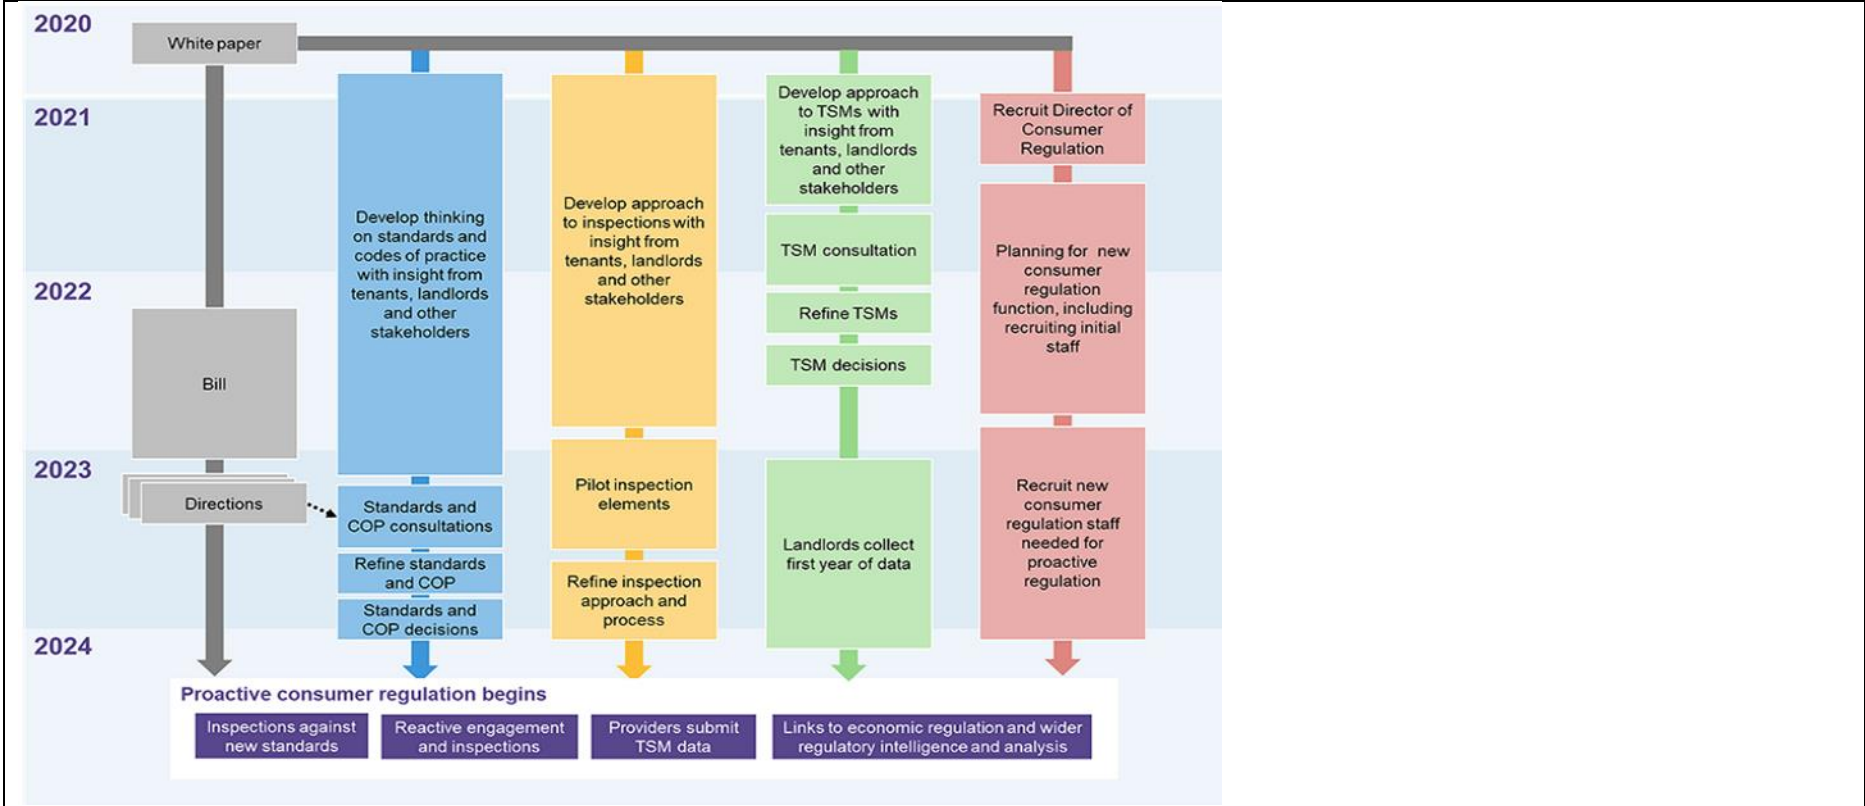 2020
White paper
2021
2022
2023
2024
Bill
Directions
Develop thinking
on standards and
codes of practice
with insight from
tenants, landlords
and other
stakeholders
Standards and
COP consultations
Refine standards
and COP
Standards and
COP decisions
Develop approach
to inspections with
insight from
tenants, landlords
and other
stakeholders
Pilot inspection
elements
Refine inspection
approach and
process
Develop approach
to TSMs with
insight from
tenants, landlords
and other
stakeholders
TSM consultation
Refine TSMs
TSM decisions
Landlords collect
first year of data
Recruit Director of
Consumer
Regulation
Planning for new
consumer
regulation
function, including
recruiting initial
staff
Recruit new
consumer
regulation staff
needed for
proactive
regulation
Proactive consumer regulation begins
Inspections against
new standards
Reactive engagement
and inspections
Providers submit
TSM data
Links to economic regulation and wider
regulatory intelligence and analysis